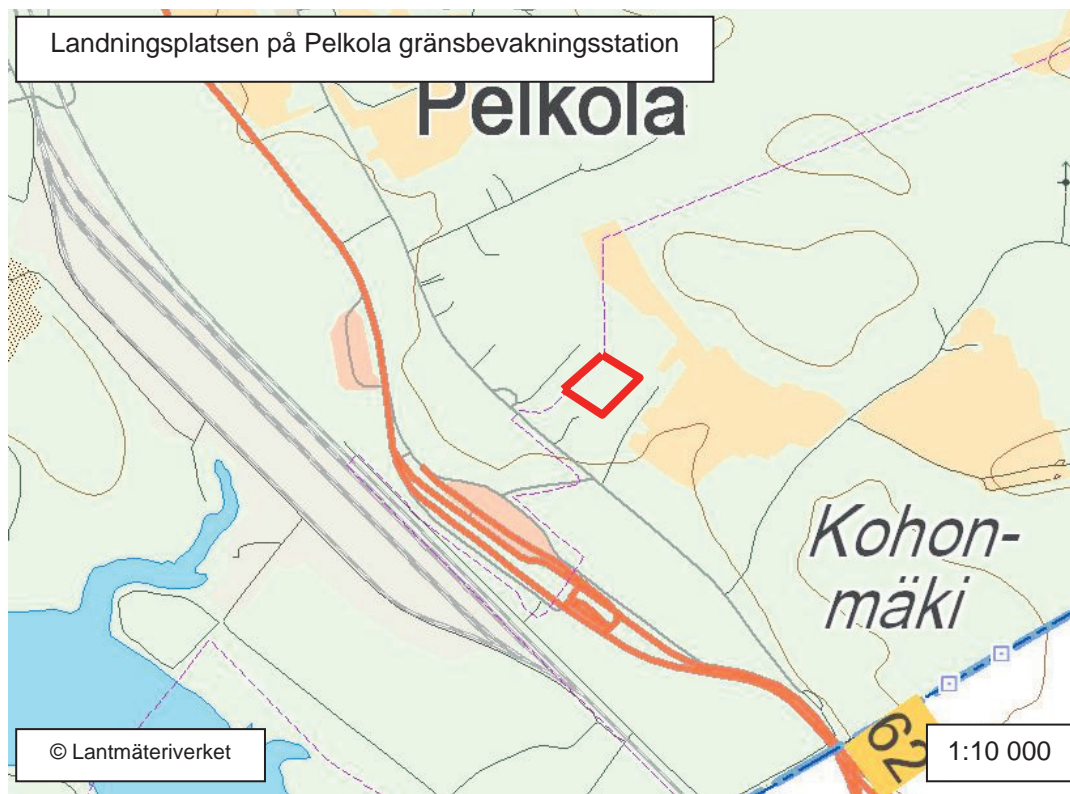 Landningsplatsen på Pelkola gränsbevakningsstation
Pelkola
Kohon-
mäki
62
© Lantmäteriverket
1:10 000